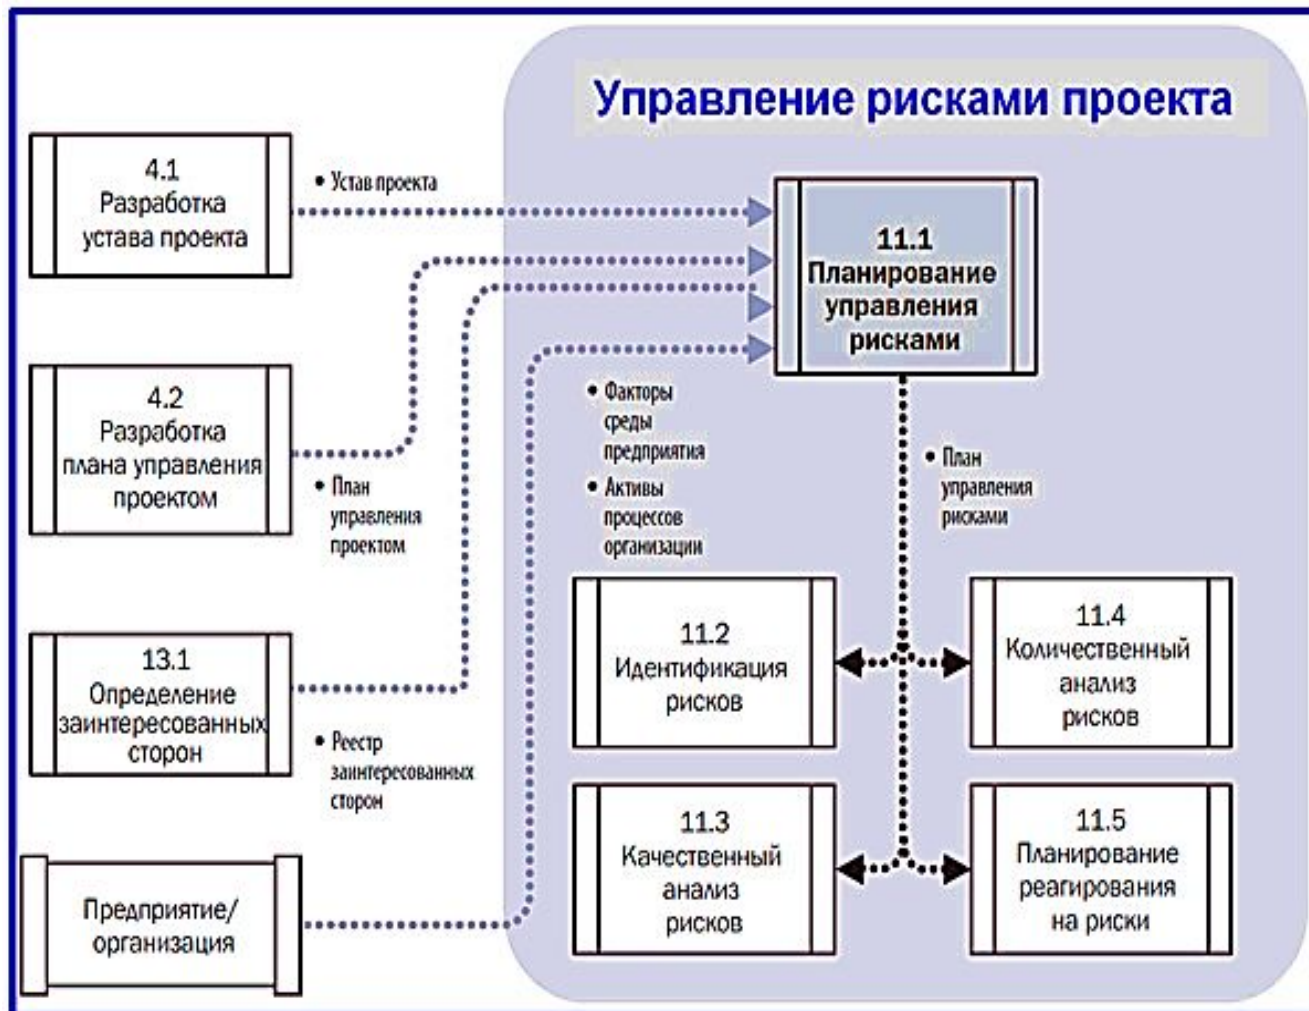 Управление рисками проекта
4.1
Разработка
устава проекта
• Устав проекта
11.1
Планирование
управления
рисками
4.2
Разработка
плана управления
проектом
• План
управления
проектом
• Факторы
среды
предприятия
• Активы
процессов
организации
• План
управления
рисками
13.1
Определение
заинтересованных
сторон
• Реестр
заинтересованных
сторон
11.2
Идентификация
рисков
11.4
Количественный
анализ
рисков
11.3
Качественный
анализ
рисков
11.5
Планирование
реагирования
на риски
Предприятие/
организация